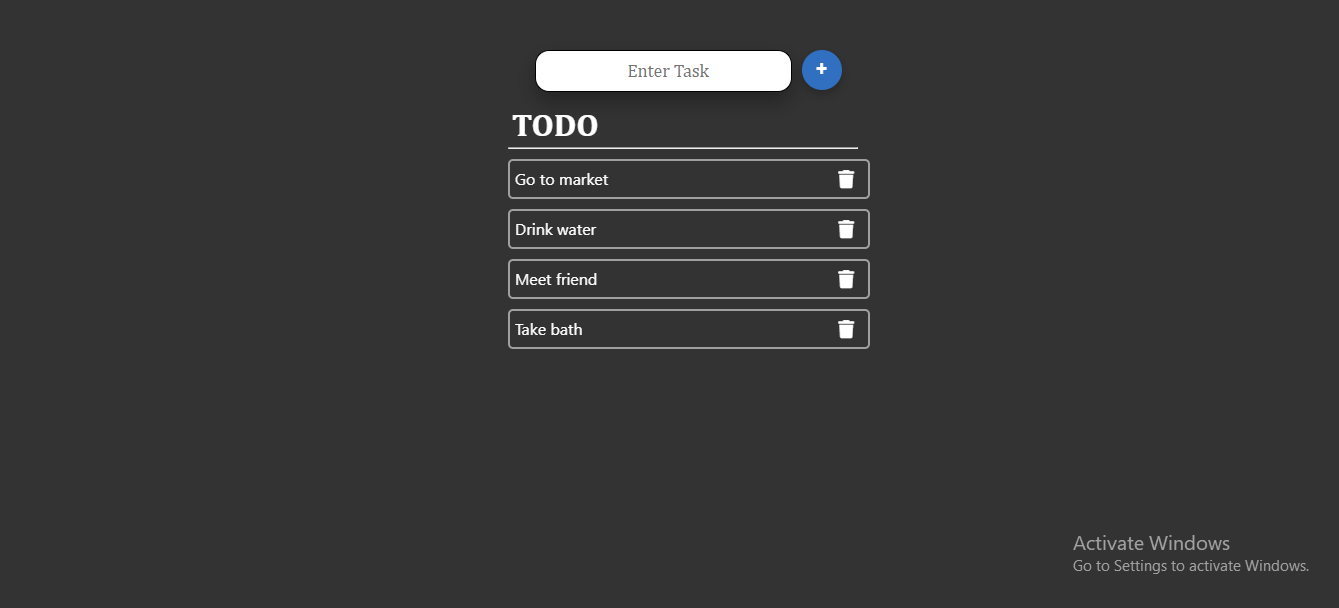 Enter Task
+
TODO
Go to market
Drink water
Meet friend
Take bath
Activate Windows
Go to Settings to activate Windows.